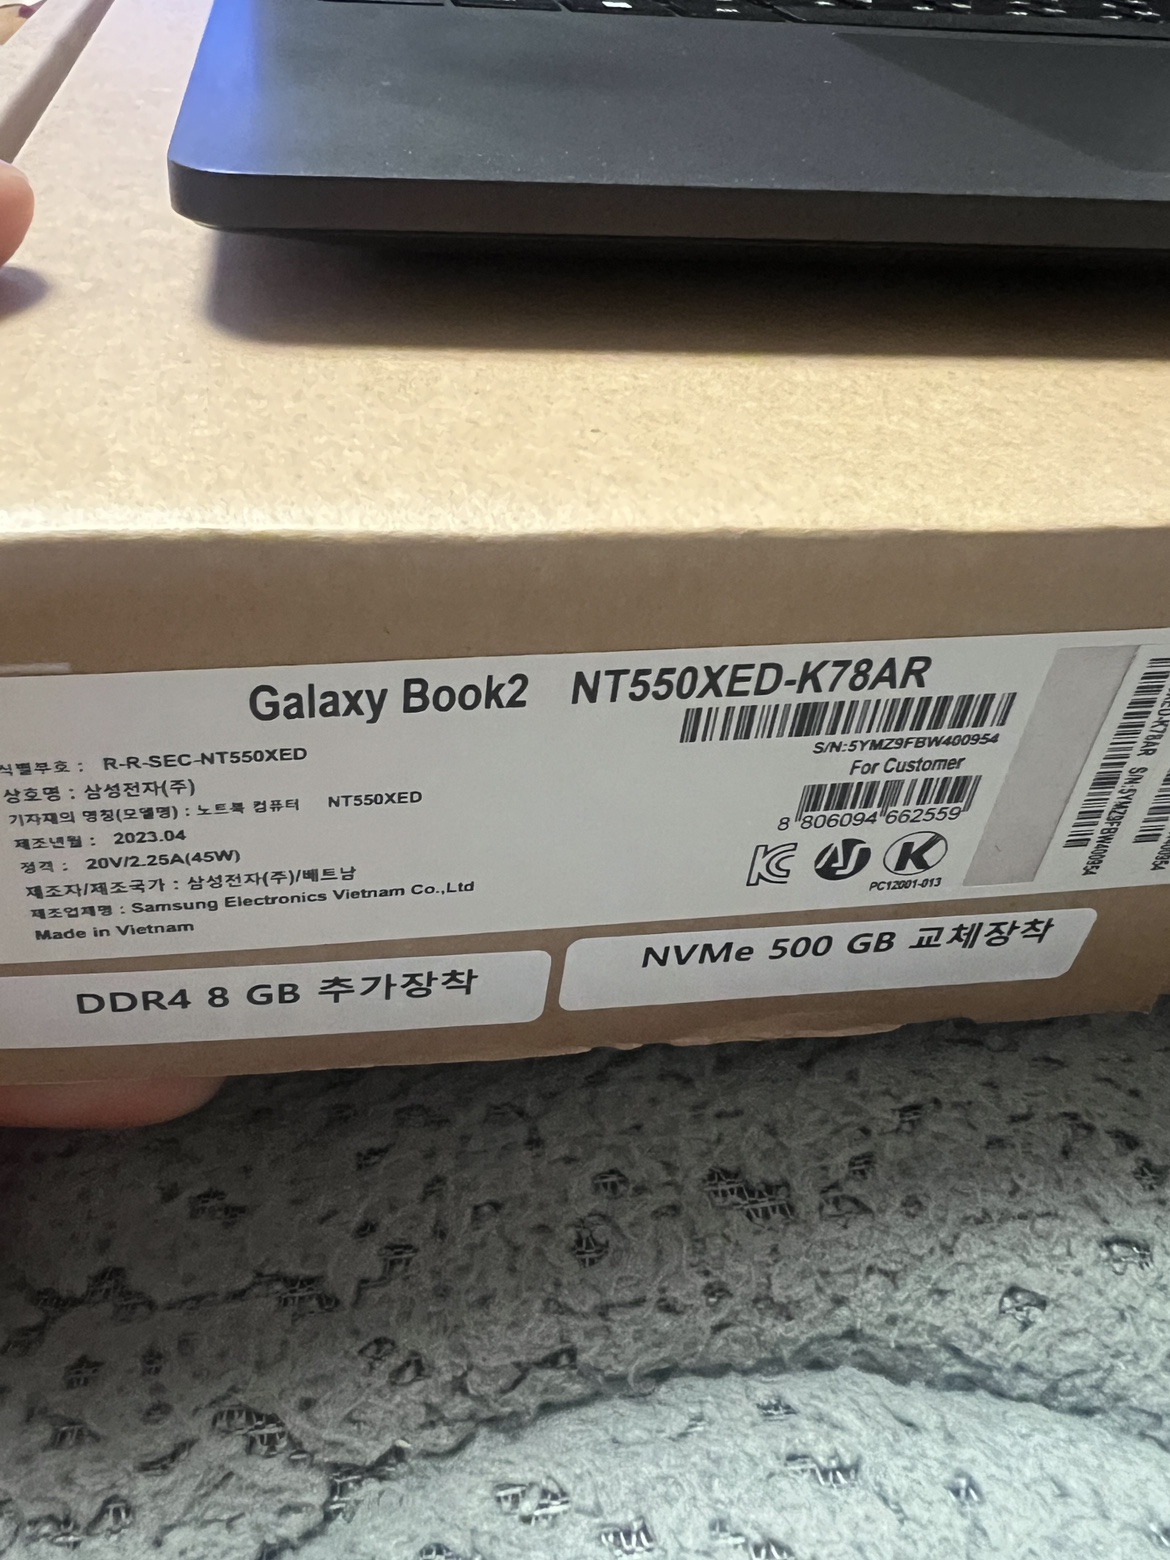 Galaxy Book2 NT550XED-K78AR
S/N:5YMZ9FBW400954
For Customer
8 806094 662559
식별부호 : R-R-SEC-NT550XED
상호명 : 삼성전자(주)
기자재의 명칭(모델명) : 노트북 컴퓨터 NT550XED
제조년월 : 2023.04
정격 : 20V/2.25A(45W)
제조자/제조국가 : 삼성전자(주)/베트남
제조업체명 : Samsung Electronics Vietnam Co.,Ltd
Made in Vietnam
PC12001-013
DDR4 8 GB 추가장착
NVMe 500 GB 교체장착
K78AR S/N:5YMZ9FBW400954